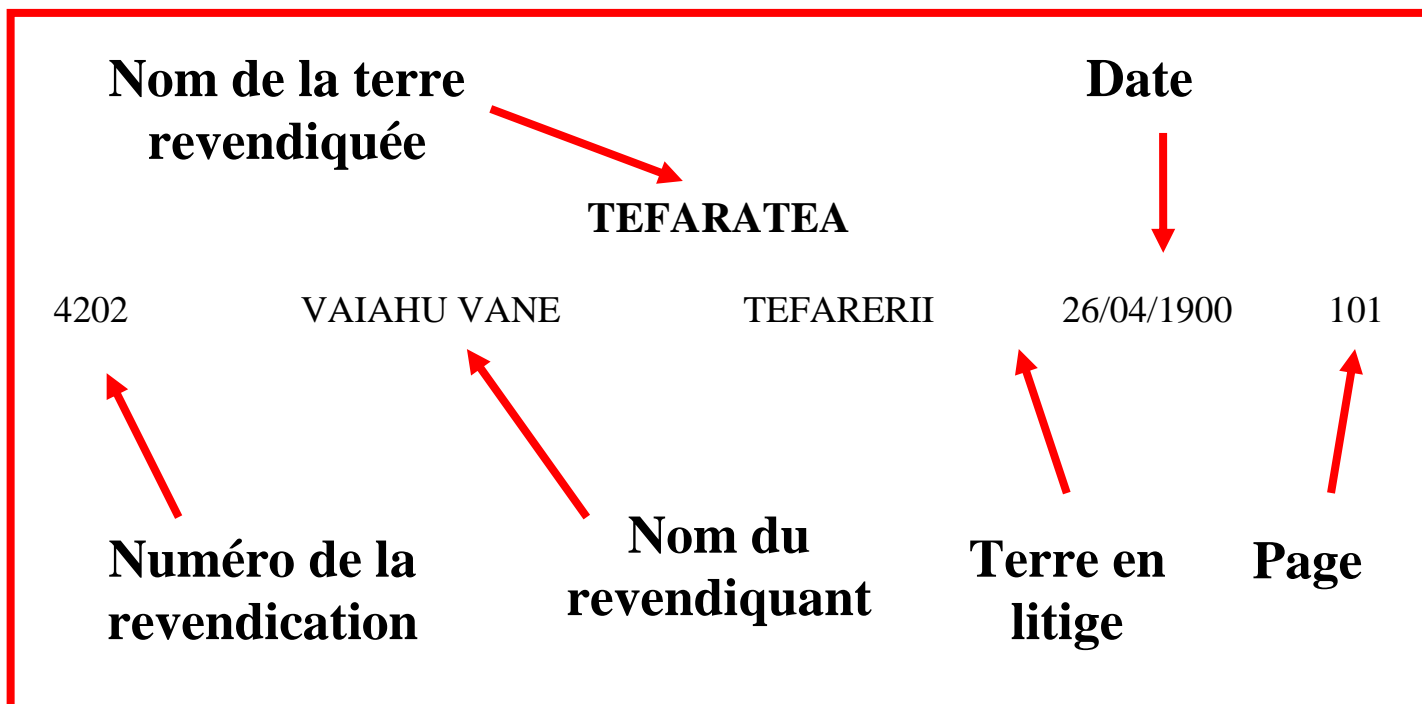 Nom de la terre
revendiquée
Date
TEFARATEA
4202 VAIAHU VANE TEFARERII 26/04/1900 101
Numéro de la
revendication
Nom du
revendiquant
Terre en
litige
Page